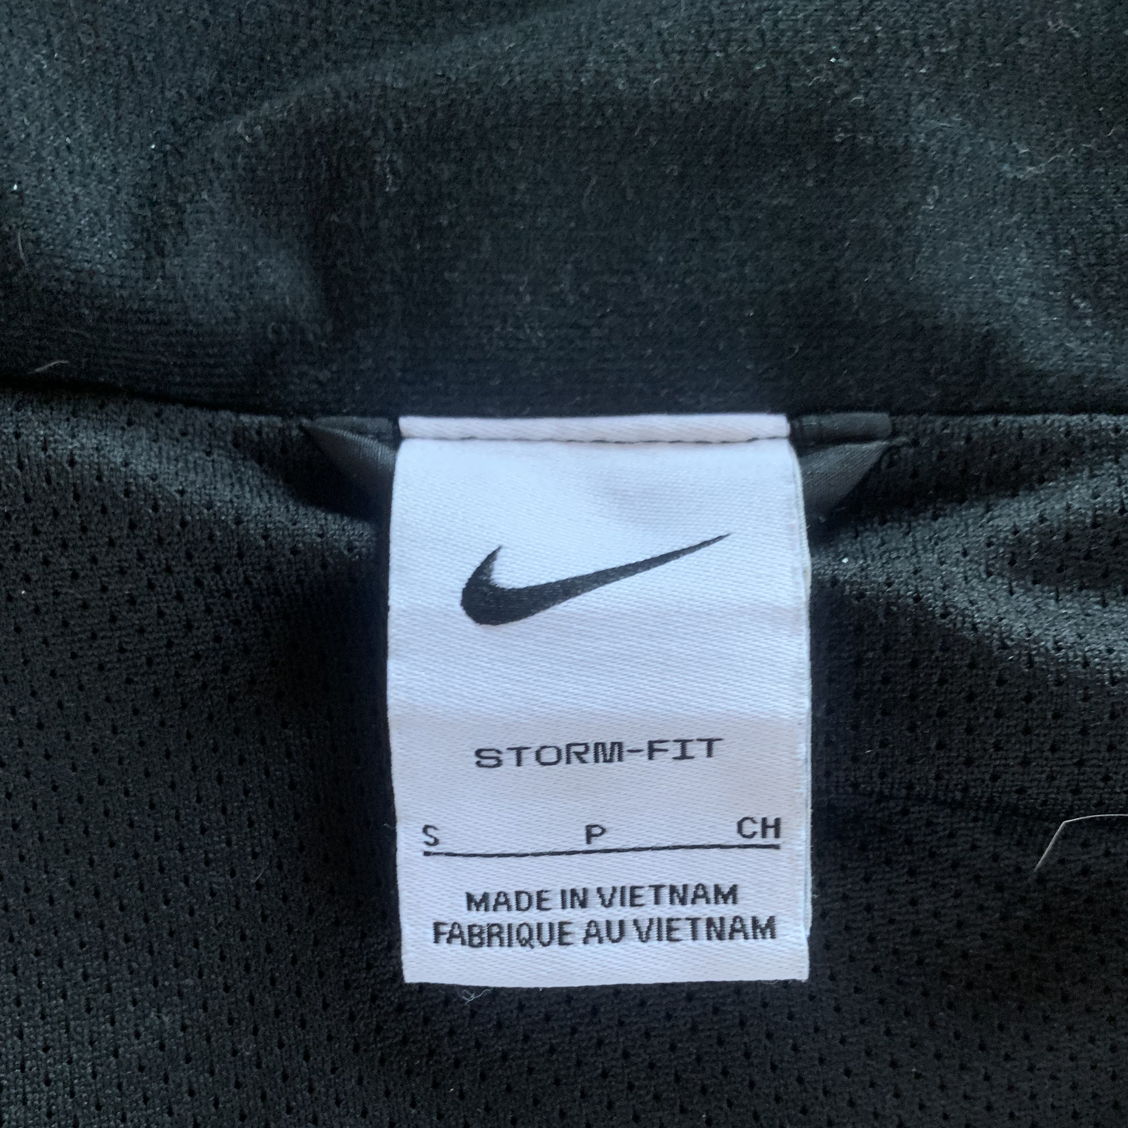 STORM-FIT
S P CH
MADE IN VIETNAM
FABRIQUE AU VIETNAM